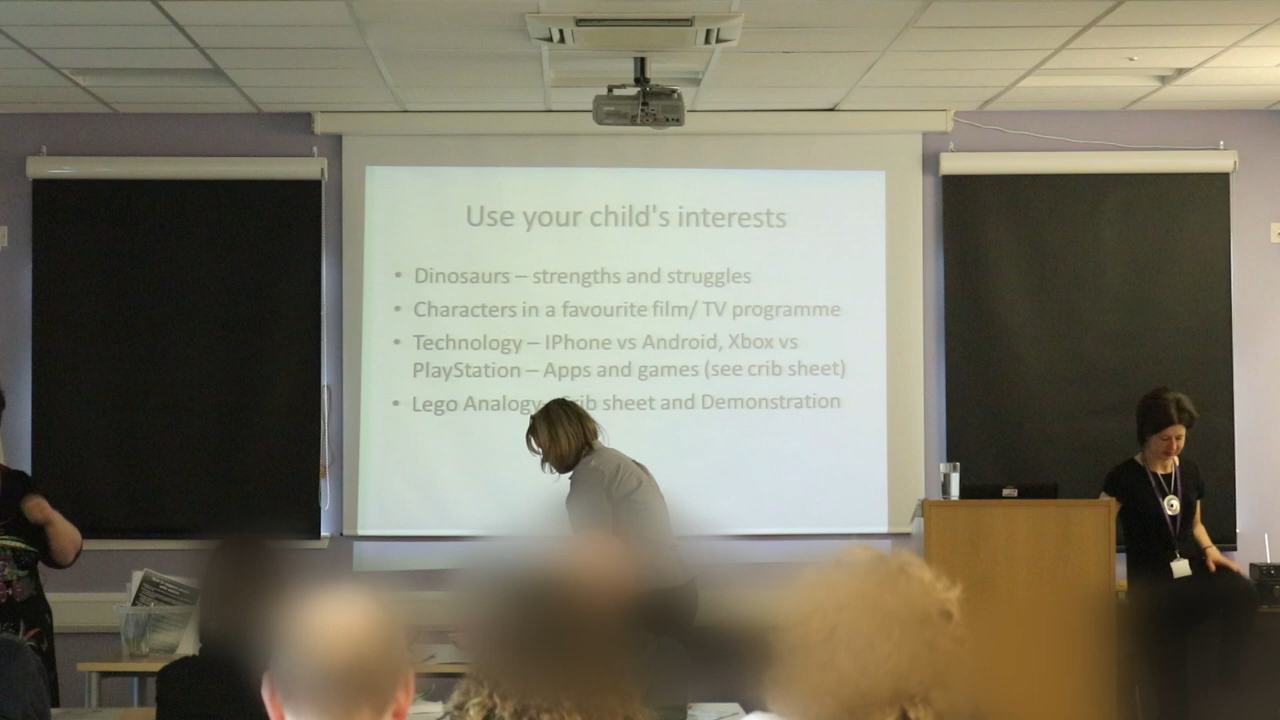 Use your child's interests
• Dinosaurs – strengths and struggles
• Characters in a favourite film/ TV programme
• Technology – IPhone vs Android, Xbox vs
PlayStation – Apps and games (see crib sheet)
• Lego Analogy- sheet and Demonstration